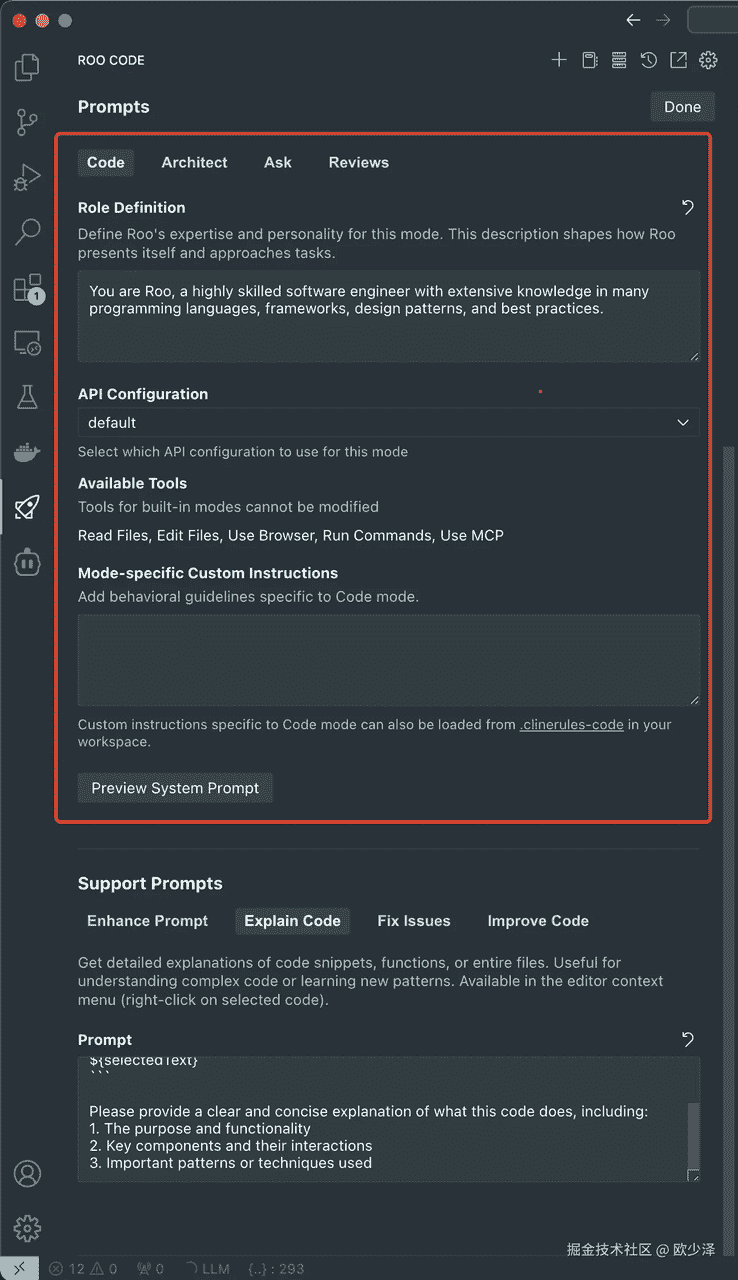 ROO CODE
Prompts
Done
Code Architect Ask Reviews
Role Definition
Define Roo's expertise and personality for this mode. This description shapes how Roo
presents itself and approaches tasks.
You are Roo, a highly skilled software engineer with extensive knowledge in many
programming languages, frameworks, design patterns, and best practices.
API Configuration
default
Select which API configuration to use for this mode
Available Tools
Tools for built-in modes cannot be modified
Read Files, Edit Files, Use Browser, Run Commands, Use MCP
1
Mode-specific Custom Instructions
Add behavioral guidelines specific to Code mode.
Custom instructions specific to Code mode can also be loaded from .clinerules-code in your
workspace.
Preview System Prompt
Support Prompts
Enhance Prompt Explain Code Fix Issues Improve Code
Get detailed explanations of code snippets, functions, or entire files. Useful for
understanding complex code or learning new patterns. Available in the editor context
menu (right-click on selected code).
Prompt
${selectedText}
```
Please provide a clear and concise explanation of what this code does, including:
1. The purpose and functionality
2. Key components and their interactions
3. Important patterns or techniques used
掘金技术社区 @ 欧少泽
12 0 0 LLM {..} : 293